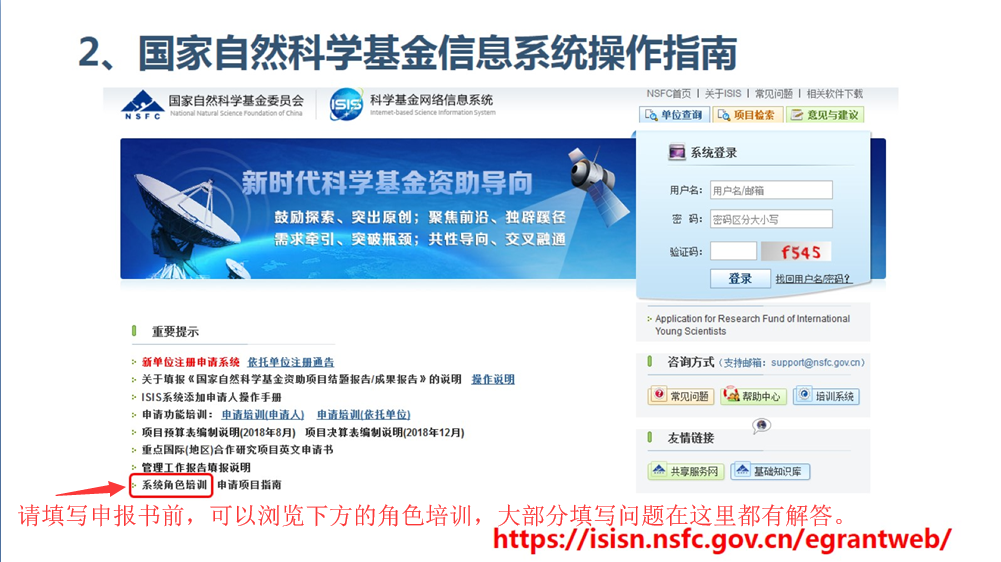 2、国家自然科学基金信息系统操作指南
国家自然科学基金委员会
National Natural Science Foundation of China
NSFC
ISIS
科学基金网络信息系统
Internet-based Science Information System
NSFC首页 | 关于ISIS | 常见问题 | 相关软件下载
单位查询 项目检索 意见与建议
新时代科学基金资助导向
鼓励探索、突出原创；聚焦前沿、独辟蹊径
需求牵引、突破瓶颈；共性导向、交叉融通
系统登录
用户名： 用户名/邮箱
密 码： 密码区分大小写
验证码： f545
登录 找回用户名/密码?
重要提示
新单位注册申请系统 依托单位注册通告
关于填报《国家自然科学基金资助项目结题报告/成果报告》的说明 操作说明
ISIS系统添加申请人操作手册
申请功能培训： 申请培训(申请人) 申请培训(依托单位)
项目预算表编制说明(2018年8月) 项目决算表编制说明(2018年12月)
重点国际(地区)合作研究项目英文申请书
管理工作报告填报说明
系统角色培训 申请项目指南
Application for Research Fund of International
Young Scientists
咨询方式（支持邮箱：support@nsfc.gov.cn）
常见问题 帮助中心 培训系统
友情链接
共享服务网 基础知识库
请填写申报书前，可以浏览下方的角色培训，大部分填写问题在这里都有解答。
https://isisn.nsfc.gov.cn/egrantweb/